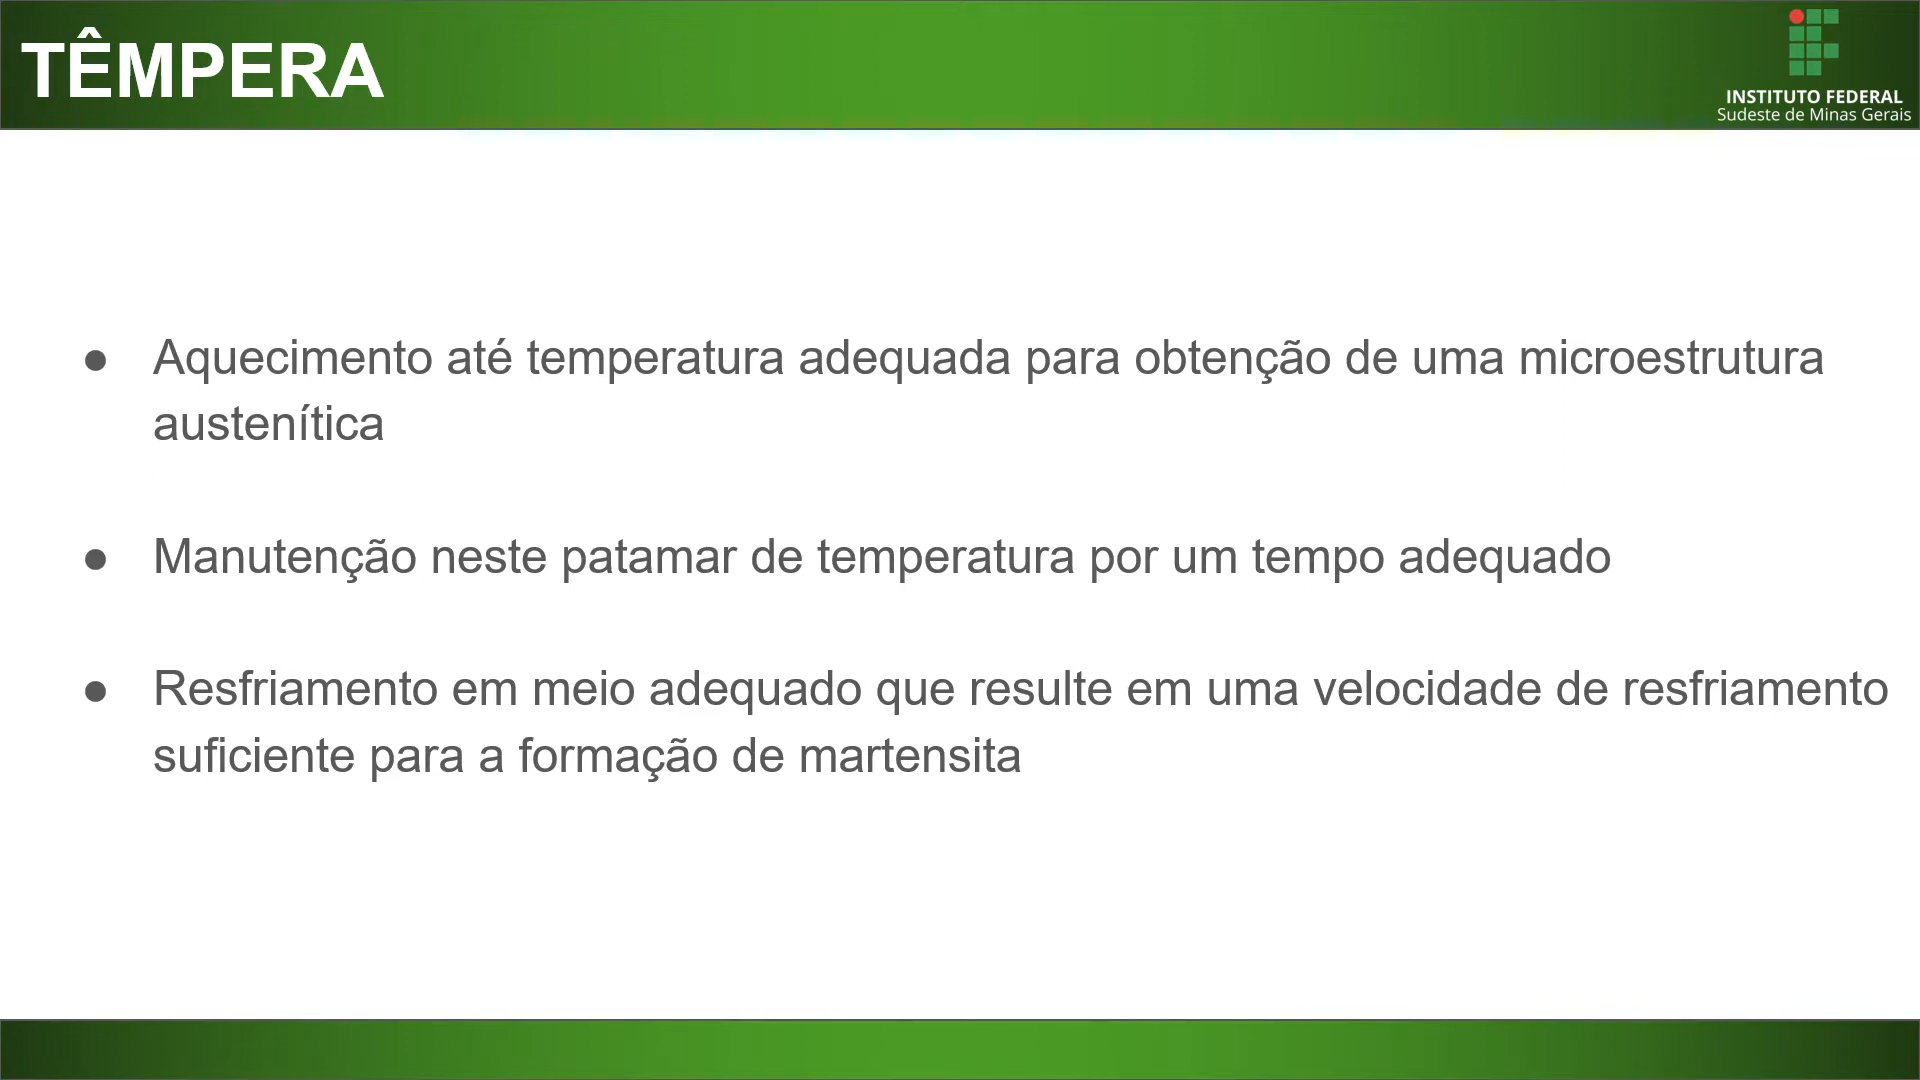 TÊMPERA
INSTITUTO FEDERAL
Sudeste de Minas Gerais
● Aquecimento até temperatura adequada para obtenção de uma microestrutura
austenítica
● Manutenção neste patamar de temperatura por um tempo adequado
● Resfriamento em meio adequado que resulte em uma velocidade de resfriamento
suficiente para a formação de martensita